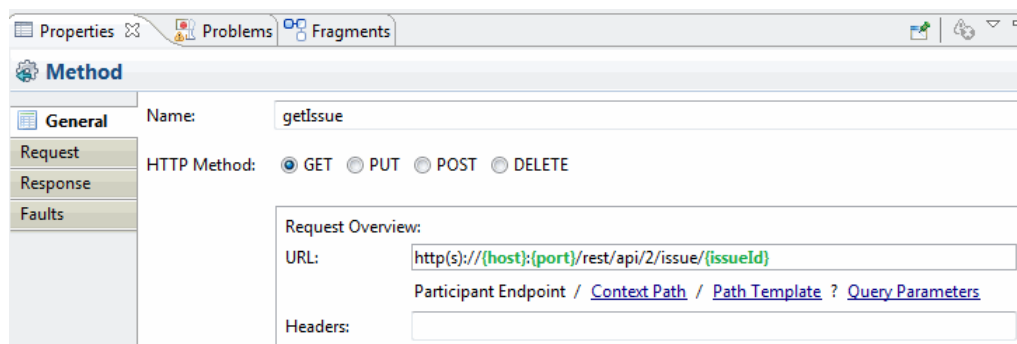 Properties Problems Fragments
Method
General
Name: getIssue
Request
HTTP Method: GET PUT POST DELETE
Response
Faults
Request Overview:
URL: http(s)://{host}:{port}/rest/api/2/issue/{issueId}
Participant Endpoint / Context Path / Path Template ? Query Parameters
Headers: